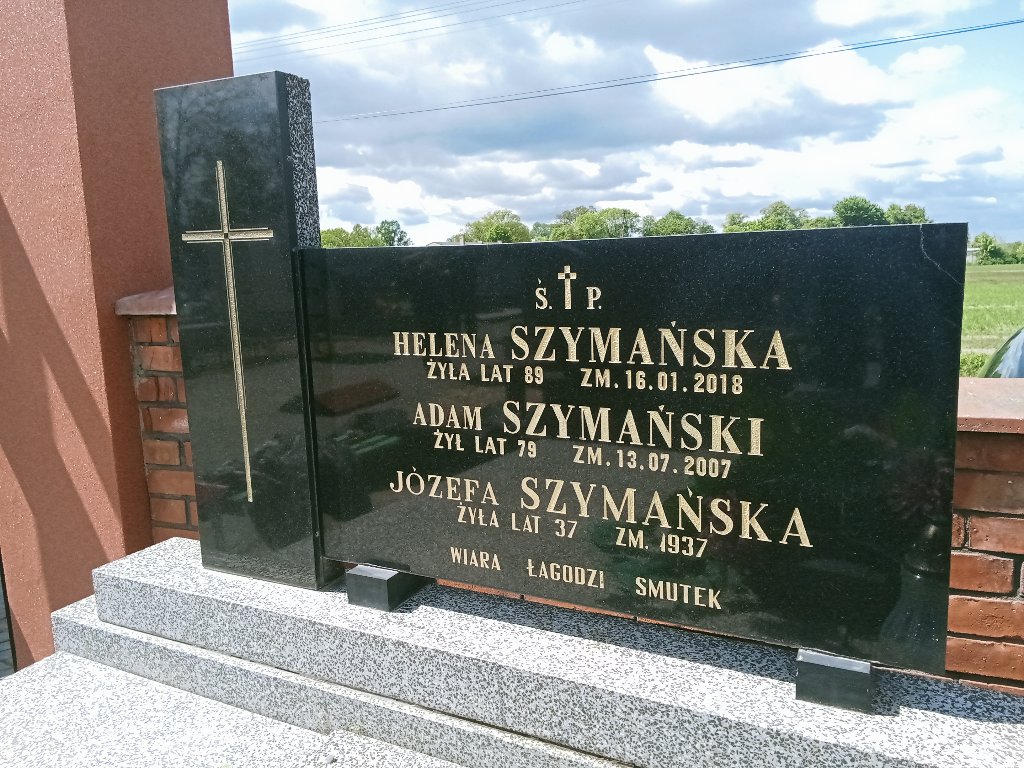 Ś. P.
HELENA SZYMAŃSKA
ŻYŁA LAT 89 ZM. 16.01.2018
ADAM SZYMAŃSKI
ŻYŁ LAT 79 ZM. 13.07.2007
JÓZEFA SZYMAŃSKA
ŻYŁA LAT 37 ZM. 1937
WIARA ŁAGODZI SMUTEK